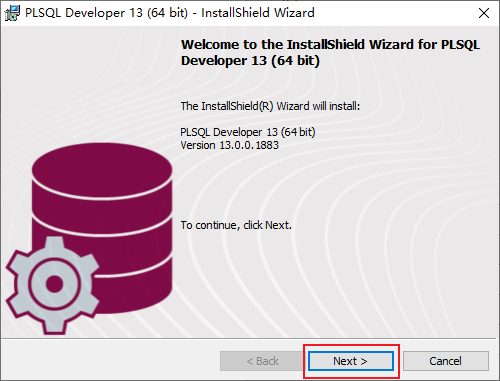 PLSQL Developer 13 (64 bit) - InstallShield Wizard
Welcome to the InstallShield Wizard for PLSQL
Developer 13 (64 bit)
The InstallShield(R) Wizard will install:
PLSQL Developer 13 (64 bit)
Version 13.0.0.1883
To continue, click Next.
< Back
Next >
Cancel